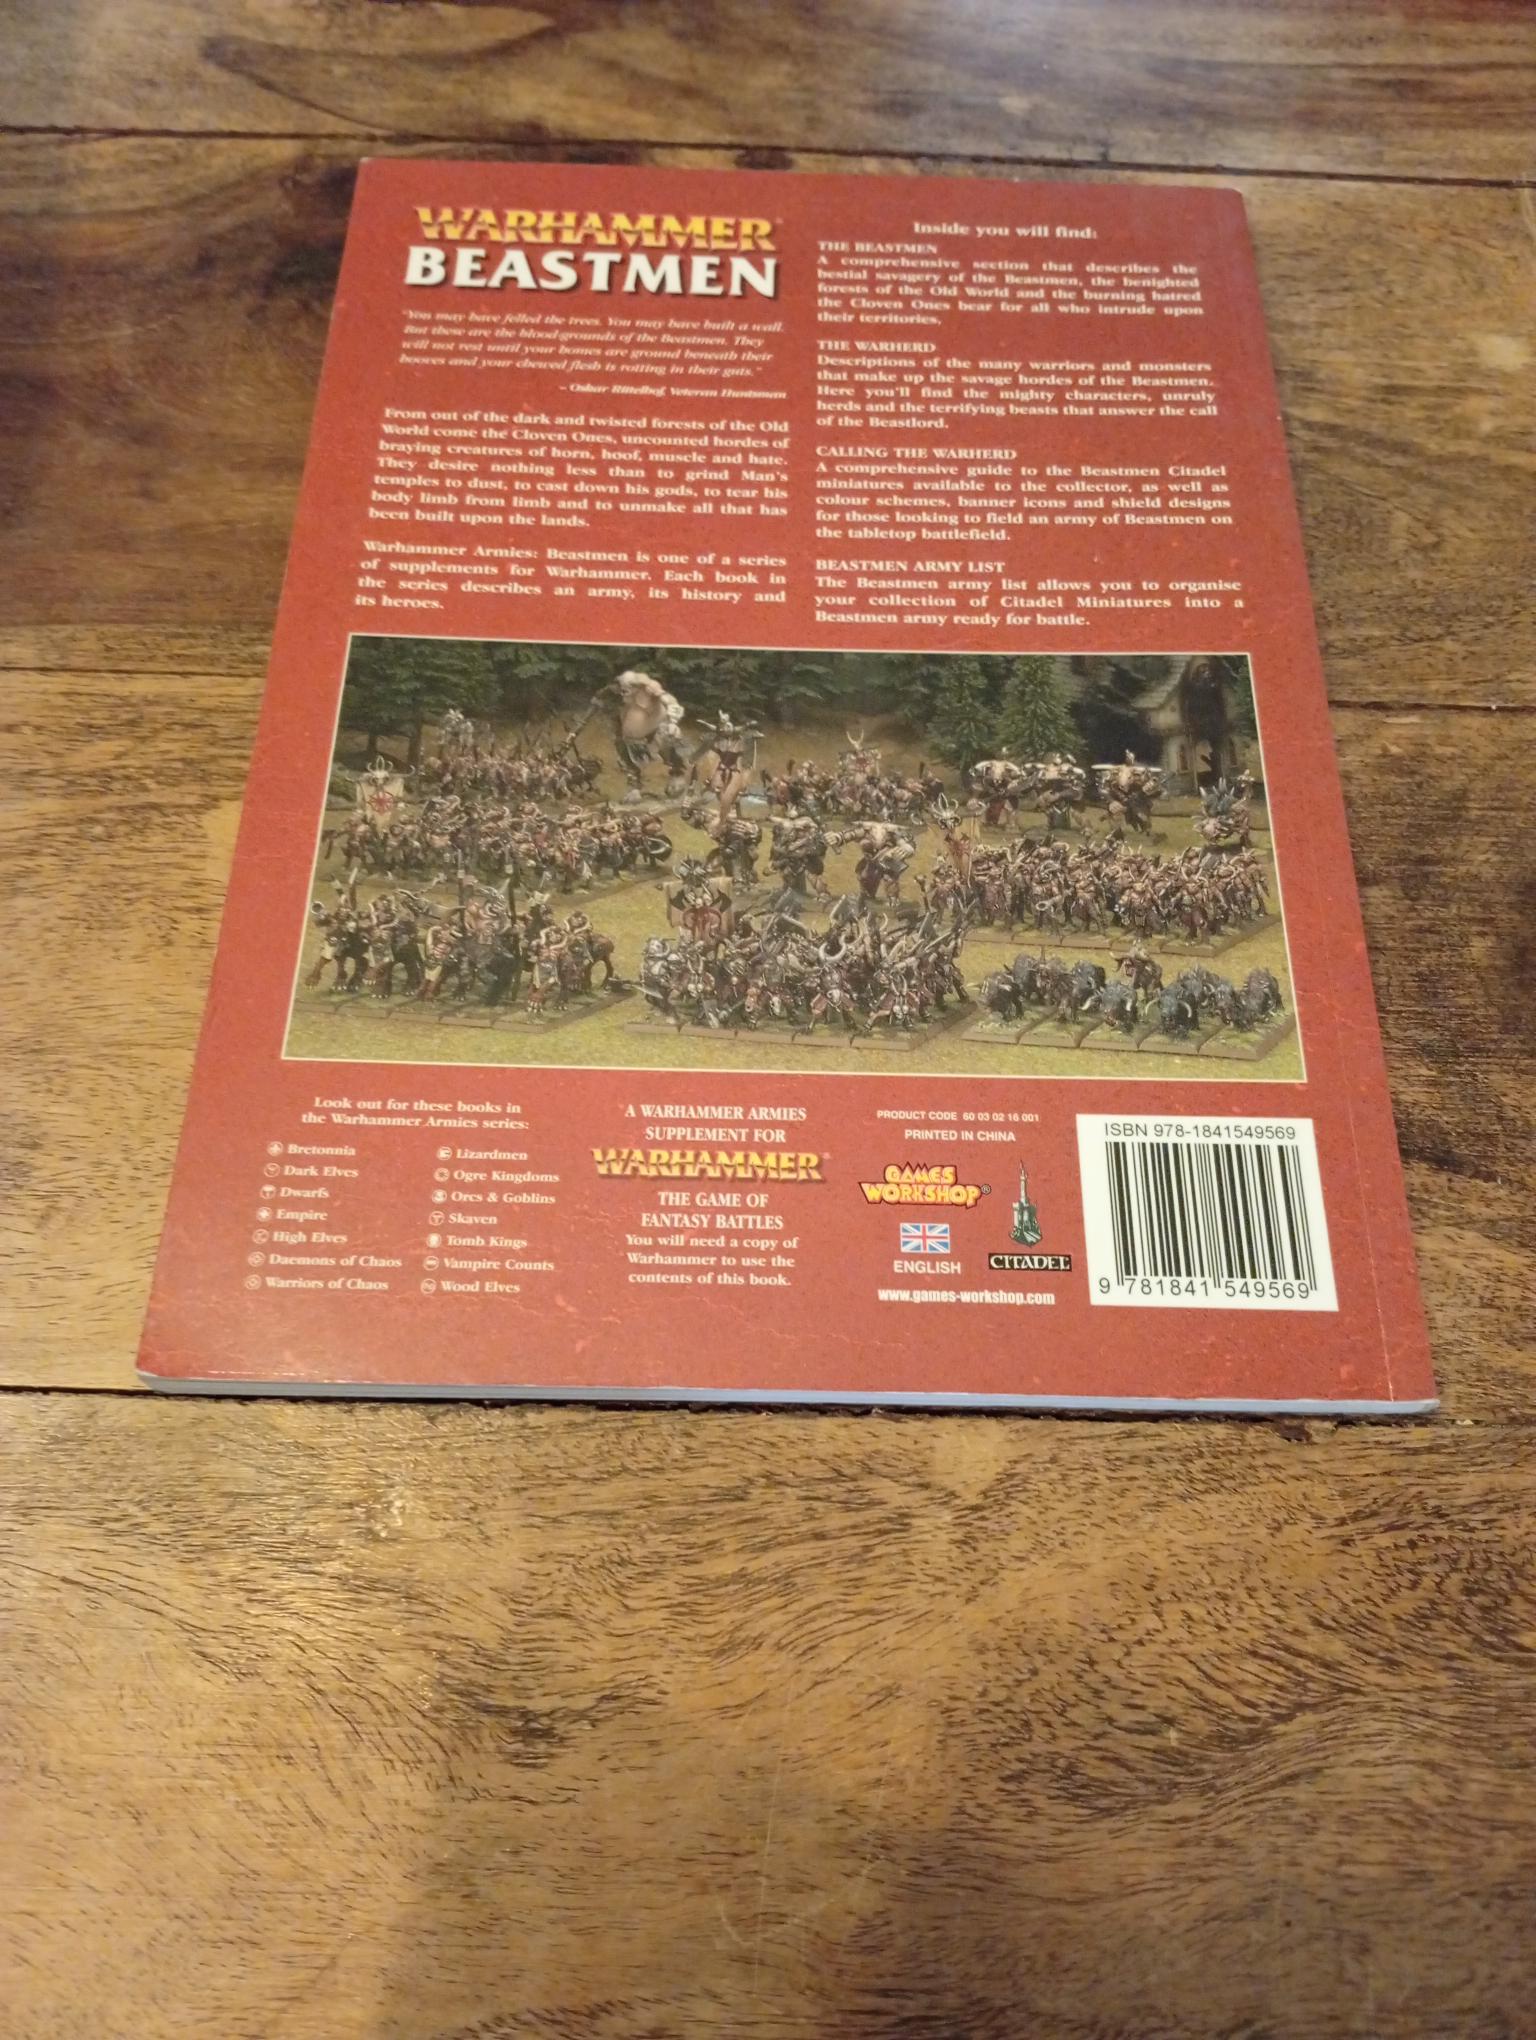 WARHAMMER
BEASTMEN
"You may have felled the trees. You may have built a wall.
But these are the blood-grounds of the Beastmen. They
will not rest until your homes are ground beneath their
hooves and your chewed flesh is rotting in their guts."
– Oskar Rittelhof, Veteran Huntsman
From out of the dark and twisted forests of the Old
World come the Cloven Ones, uncounted hordes of
braying creatures of horn, hoof, muscle and hate.
They desire nothing less than to grind Man's
temples to dust, to cast down his gods, to tear his
body limb from limb and to unmake all that has
been built upon the lands.
Warhammer Armies: Beastmen is one of a series
of supplements for Warhammer. Each book in
the series describes an army, its history and
its heroes.
Inside you will find:
THE BEASTMEN
A comprehensive section that describes the
bestial savagery of the Beastmen, the benighted
forests of the Old World and the burning hatred
the Cloven Ones bear for all who intrude upon
their territories.
THE WARHERD
Descriptions of the many warriors and monsters
that make up the savage hordes of the Beastmen.
Here you'll find the mighty characters, unruly
herds and the terrifying beasts that answer the call
of the Beastlord.
CALLING THE WARHERD
A comprehensive guide to the Beastmen Citadel
miniatures available to the collector, as well as
colour schemes, banner icons and shield designs
for those looking to field an army of Beastmen on
the tabletop battlefield.
BEASTMEN ARMY LIST
The Beastmen army list allows you to organise
your collection of Citadel Miniatures into a
Beastmen army ready for battle.
Look out for these books in
the Warhammer Armies series:
Bretonnia
Dark Elves
Dwarfs
Empire
High Elves
Daemons of Chaos
Warriors of Chaos
Lizardmen
Ogre Kingdoms
Orcs & Goblins
Skaven
Tomb Kings
Vampire Counts
Wood Elves
A WARHAMMER ARMIES
SUPPLEMENT FOR
WARHAMMER
THE GAME OF
FANTASY BATTLES
You will need a copy of
Warhammer to use the
contents of this book.
PRODUCT CODE 60 03 02 16 001
PRINTED IN CHINA
GAMES
WORKSHOP®
ENGLISH
CITADEL
www.games-workshop.com
ISBN 978-1841549569
9 781841 549569